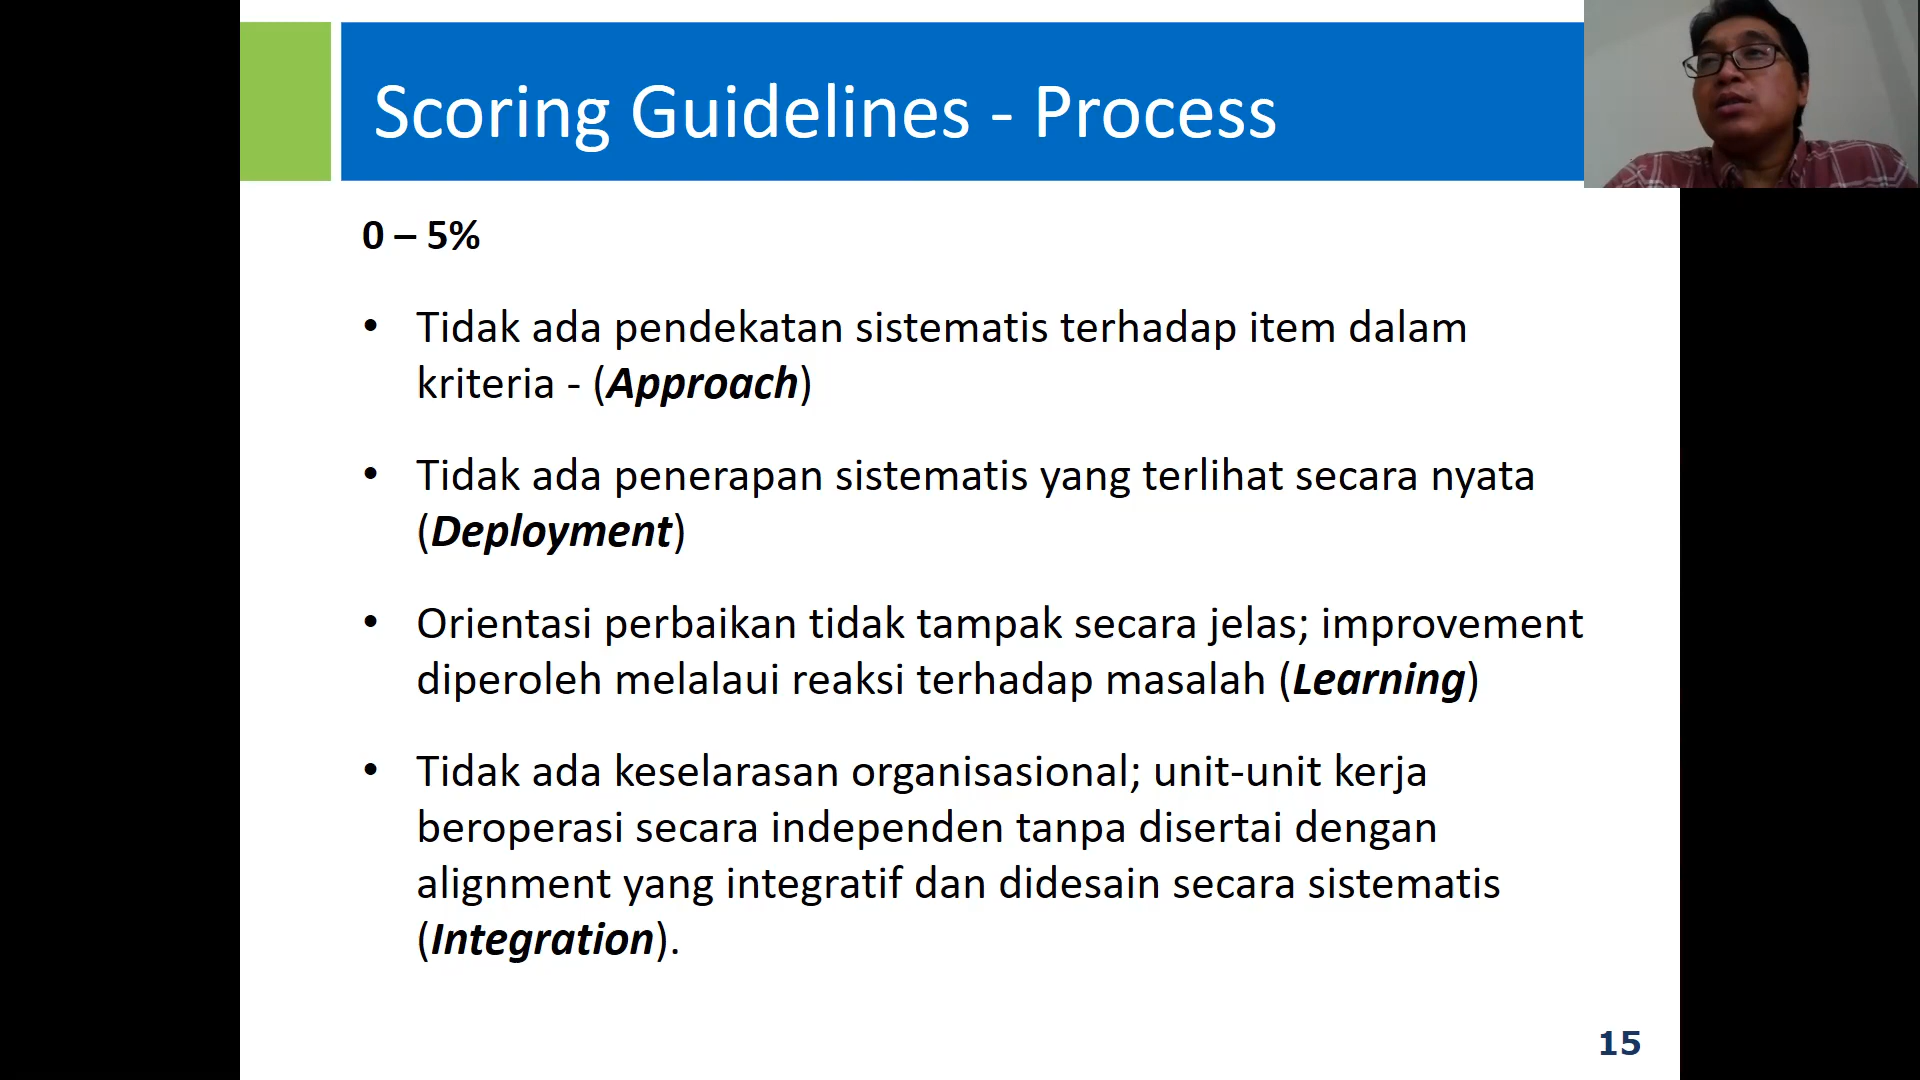 Scoring Guidelines - Process
0 – 5%
• Tidak ada pendekatan sistematis terhadap item dalam
kriteria - (Approach)
• Tidak ada penerapan sistematis yang terlihat secara nyata
(Deployment)
• Orientasi perbaikan tidak tampak secara jelas; improvement
diperoleh melalaui reaksi terhadap masalah (Learning)
• Tidak ada keselarasan organisasional; unit-unit kerja
beroperasi secara independen tanpa disertai dengan
alignment yang integratif dan didesain secara sistematis
(Integration).
15